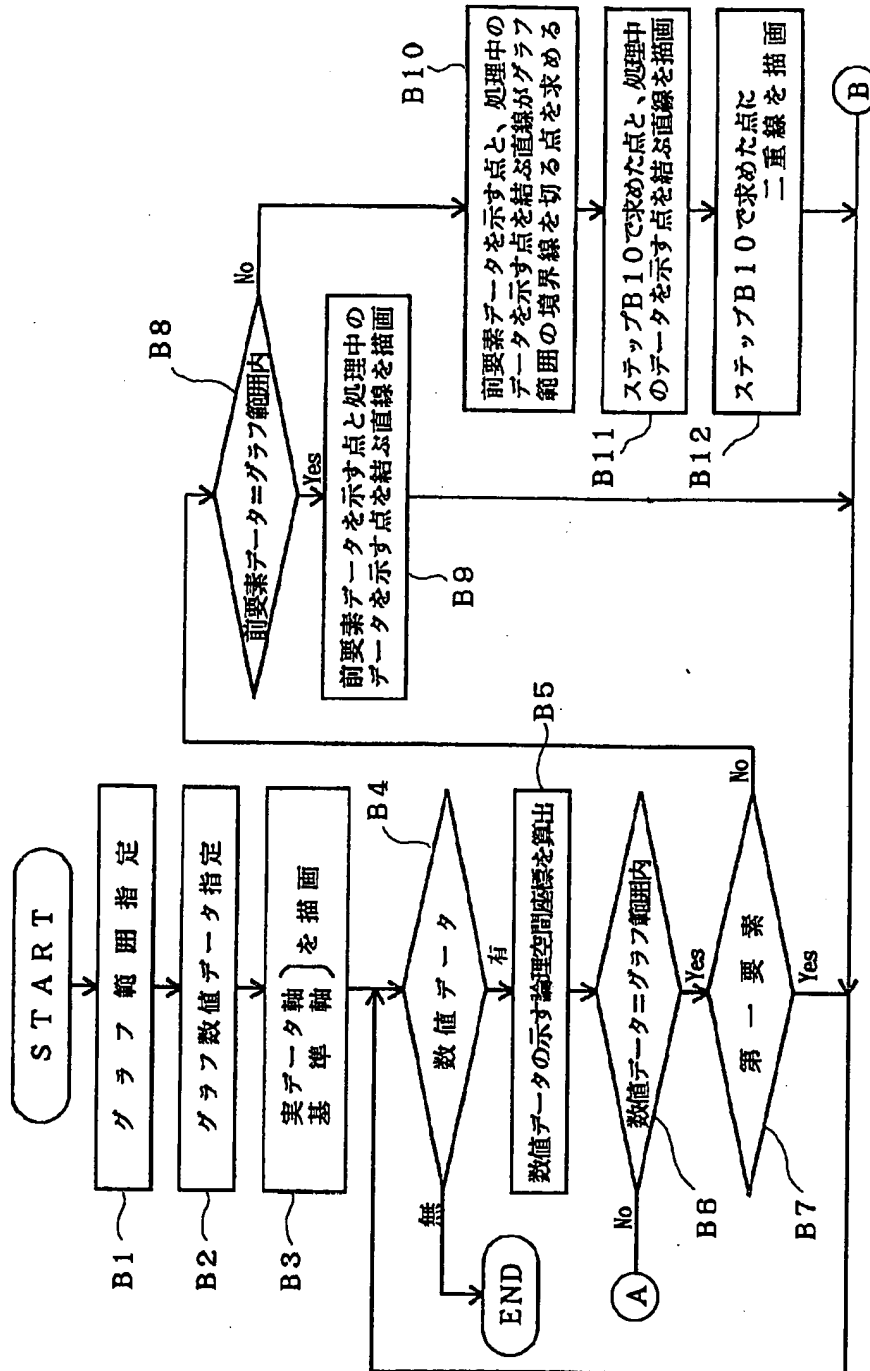 START
B1
グラフ範囲指定
B2
グラフ数値データ指定
B3
実データ軸
基準軸
を描画
B4
数値データ
無
有
END
B5
数値データの示す論理空間座標を算出
B6
数値データ=グラフ範囲内
No
Yes
A
B7
第一要素
No
Yes
B8
前要素データ=グラフ範囲内
No
Yes
B9
前要素データを示す点と処理中の
データを示す点を結ぶ直線を描画
B10
前要素データを示す点と、処理中の
データを示す点を結ぶ直線がグラフ
範囲の境界線を切る点を求める
B11
ステップB10で求めた点と、処理中
のデータを示す点を結ぶ直線を描画
B12
ステップB10で求めた点に
二重線を描画
B